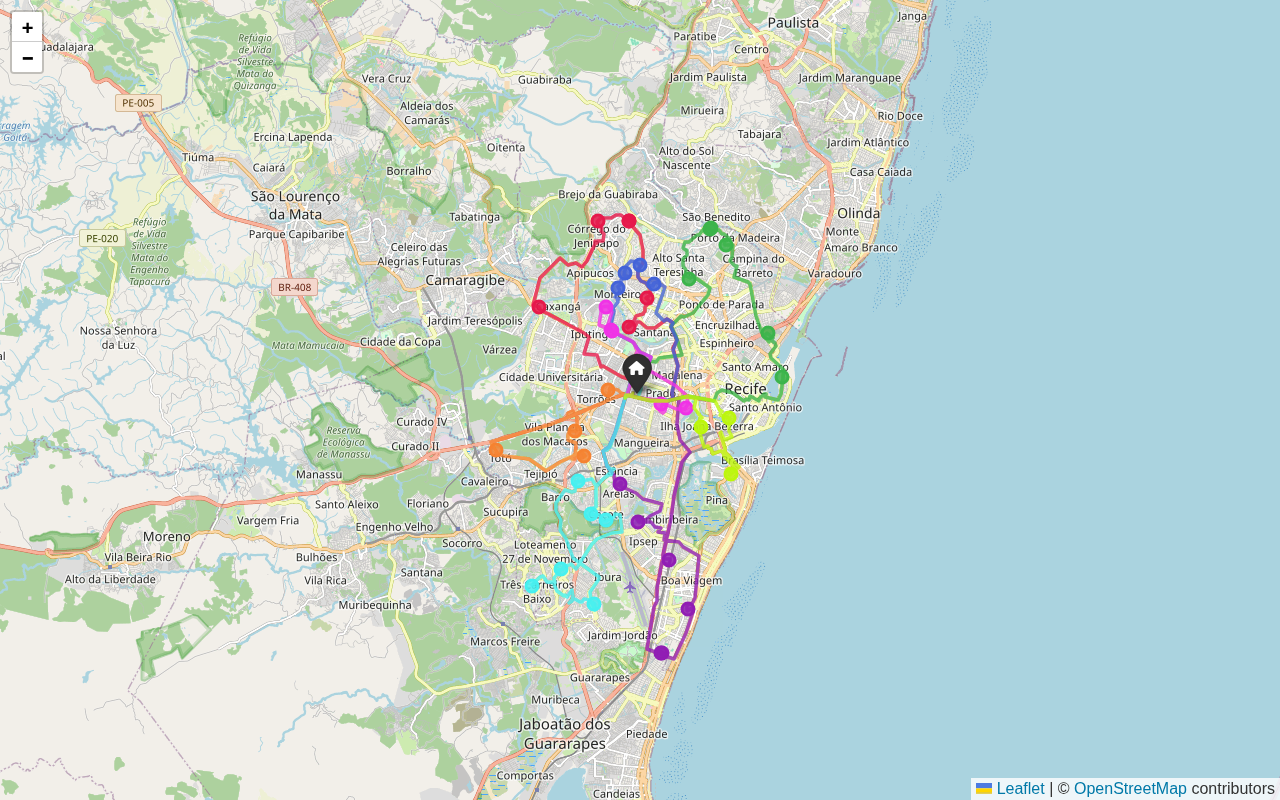 +
−
Paulista
Janga
Paratibe
Centro
Refúgio
de Vida
Silvestre
Mata do
Quizanga
Vera Cruz
Guabiraba
Jardim Paulista
Jardim Maranguape
PE-005
Aldeia dos
Camarás
Mirueira
Rio Doce
Ercina Lapenda
Tabajara
Oitenta
Jardim Atlântico
Tiúma
Caiará
Borralho
Alto do Sol
Nascente
Casa Caiada
São Lourenço
da Mata
Brejo da Guabiraba
Tabatinga
São Benedito
Olinda
Refúgio
de Vida
Silvestre
Mata do
Engenho
Tapacurá
PE-020
Parque Capibaribe
Córrego do
Jenipapo
Porto da Madeira
Monte
Celeiro das
Alegrias Futuras
Amaro Branco
Alto Santa
Teresinha
Campina do
Barreto
Varadouro
Apipucos
Camaragibe
BR-408
Monteiro
Porto de Parada
Jardim Teresópolis
Encruzilhada
Nossa Senhora
da Luz
Iputinga
Santana
Cidade da Copa
Mata Mamucaia
Várzea
Espinheiro
Santo Amaro
Cidade Universitária
Madalena
Recife
Torrões
Prado
Santo Antônio
Curado IV
Reserva
Ecológica
de Manassu
Vila Planalto
dos Macacos
Ilha Joana Bezerra
Curado II
Mangueira
Totó
Brasília Teimosa
Manassu
Tejipió
Estância
Cavaleiro
Barro
Areias
Pina
Santo Aleixo
Floriano
Sucupira
Vargem Fria
Engenho Velho
Imbiribeira
Moreno
Socorro
Loteamento
27 de Novembro
Ipsep
Vila Beira Rio
Bulhões
Alto da Liberdade
Vila Rica
Santana
Três Carneiros
Baixo
Ibura
Boa Viagem
Muribequinha
Marcos Freire
Jardim Jordão
Guararapes
Muribeca
Jaboatão dos
Guararapes
Piedade
Comportas
Candeias
Leaflet | © OpenStreetMap contributors